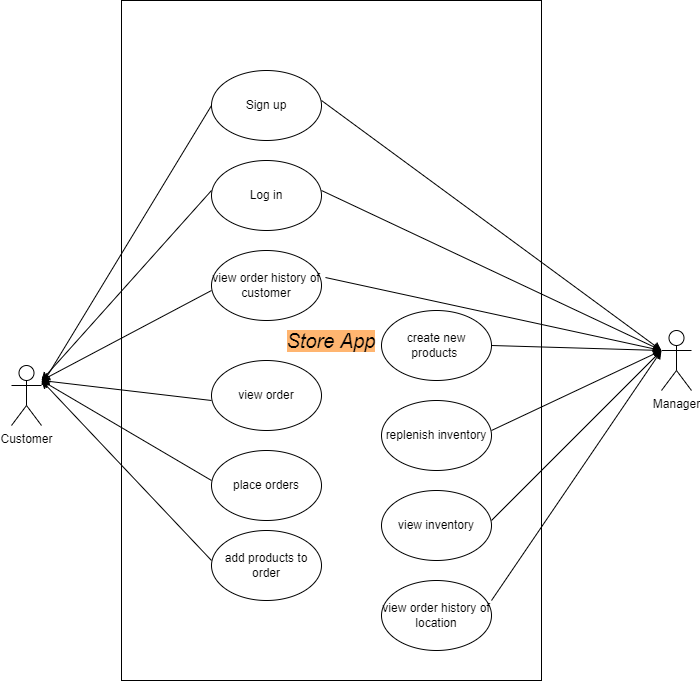 Sign up
Log in
view order history of
customer
Store App
create new
products
Customer
view order
Manager
replenish inventory
place orders
view inventory
add products to
order
view order history of
location